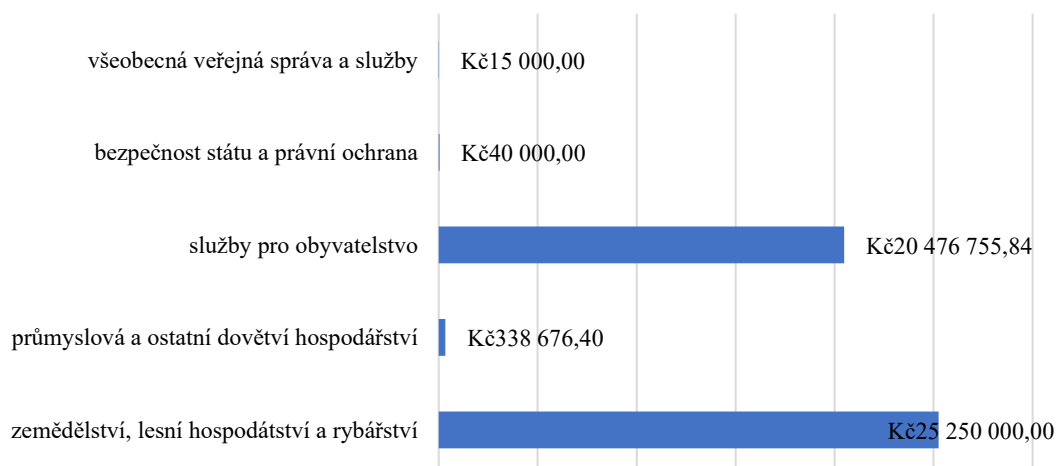 všeobecná veřejná správa a služby Kč15 000,00
bezpečnost státu a právní ochrana Kč40 000,00
služby pro obyvatelstvo Kč20 476 755,84
průmyslová a ostatní dovětví hospodářství Kč338 676,40
zemědělství, lesní hospodátství a rybářství Kč25 250 000,00